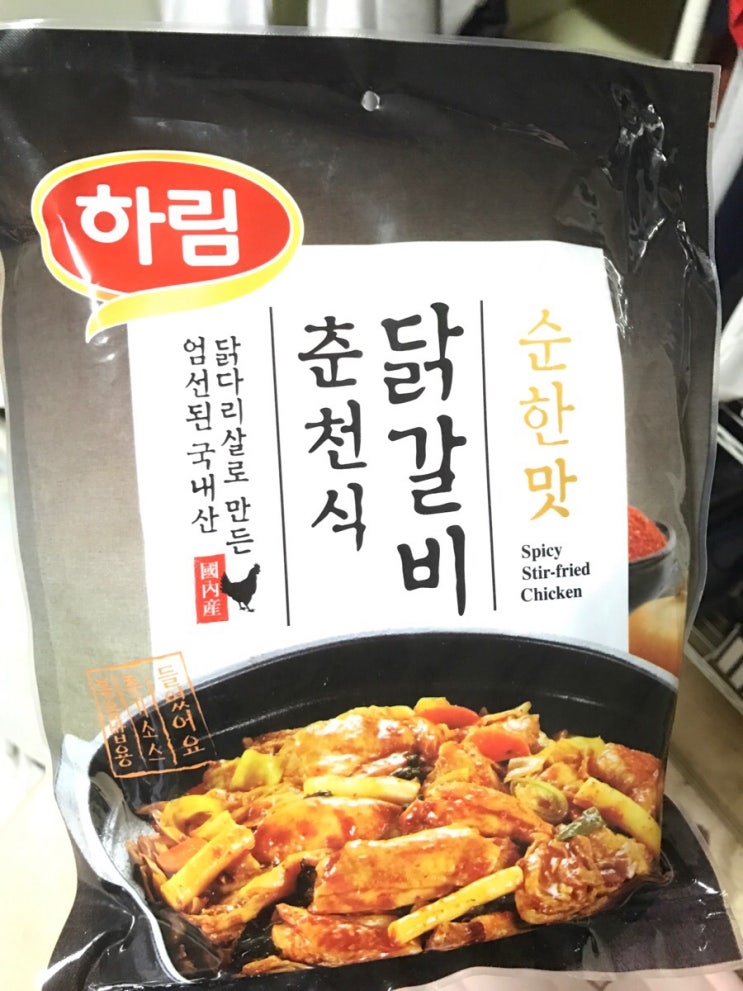 하림
엄선된 국내산
닭다리살로 만든
國內産
춘천식
닭갈비
순한맛
Spicy
Stir-fried
Chicken
소스
들었어요